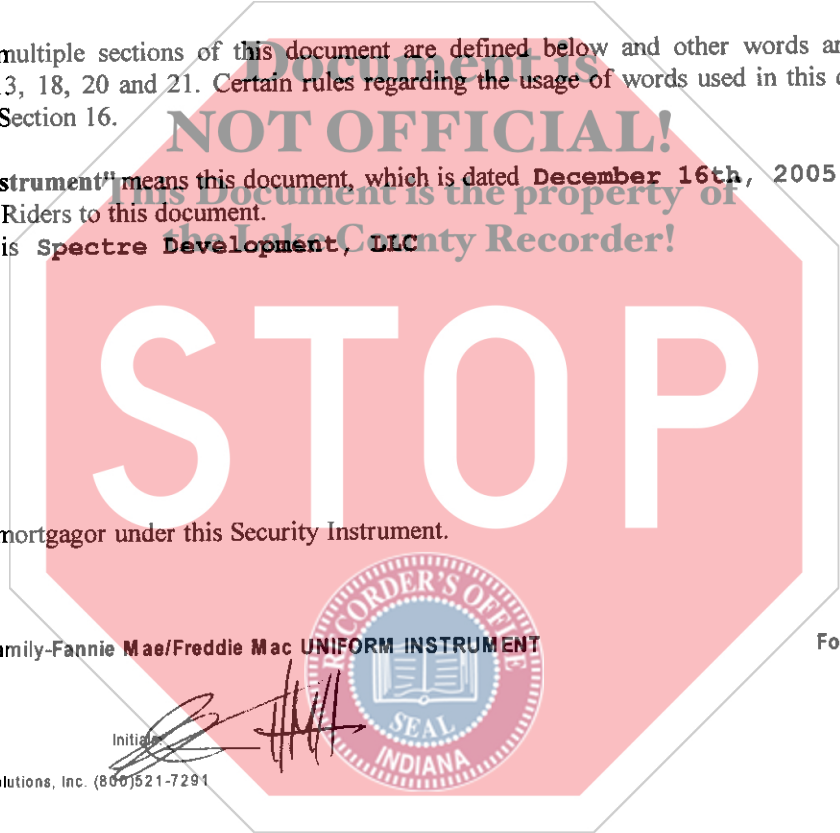 multiple sections of this document are defined below and other words
Document is
13, 18, 20 and 21. Certain rules regarding the usage of words used in this
Section 16.
NOT OFFICIAL!
strument" means this document, which is dated December 16th, 2005
This Document is the property of
Riders to this document.
is Spectre Development, LLC
the Lake County Recorder!
STOP
mortgagor under this Security Instrument.
RECORDER'S OFFICE
mily-Fannie Mae/Freddie Mac UNIFORM INSTRUMENT
SEAL
Initials:
INDIANA
lutions, Inc. (800)521-7291